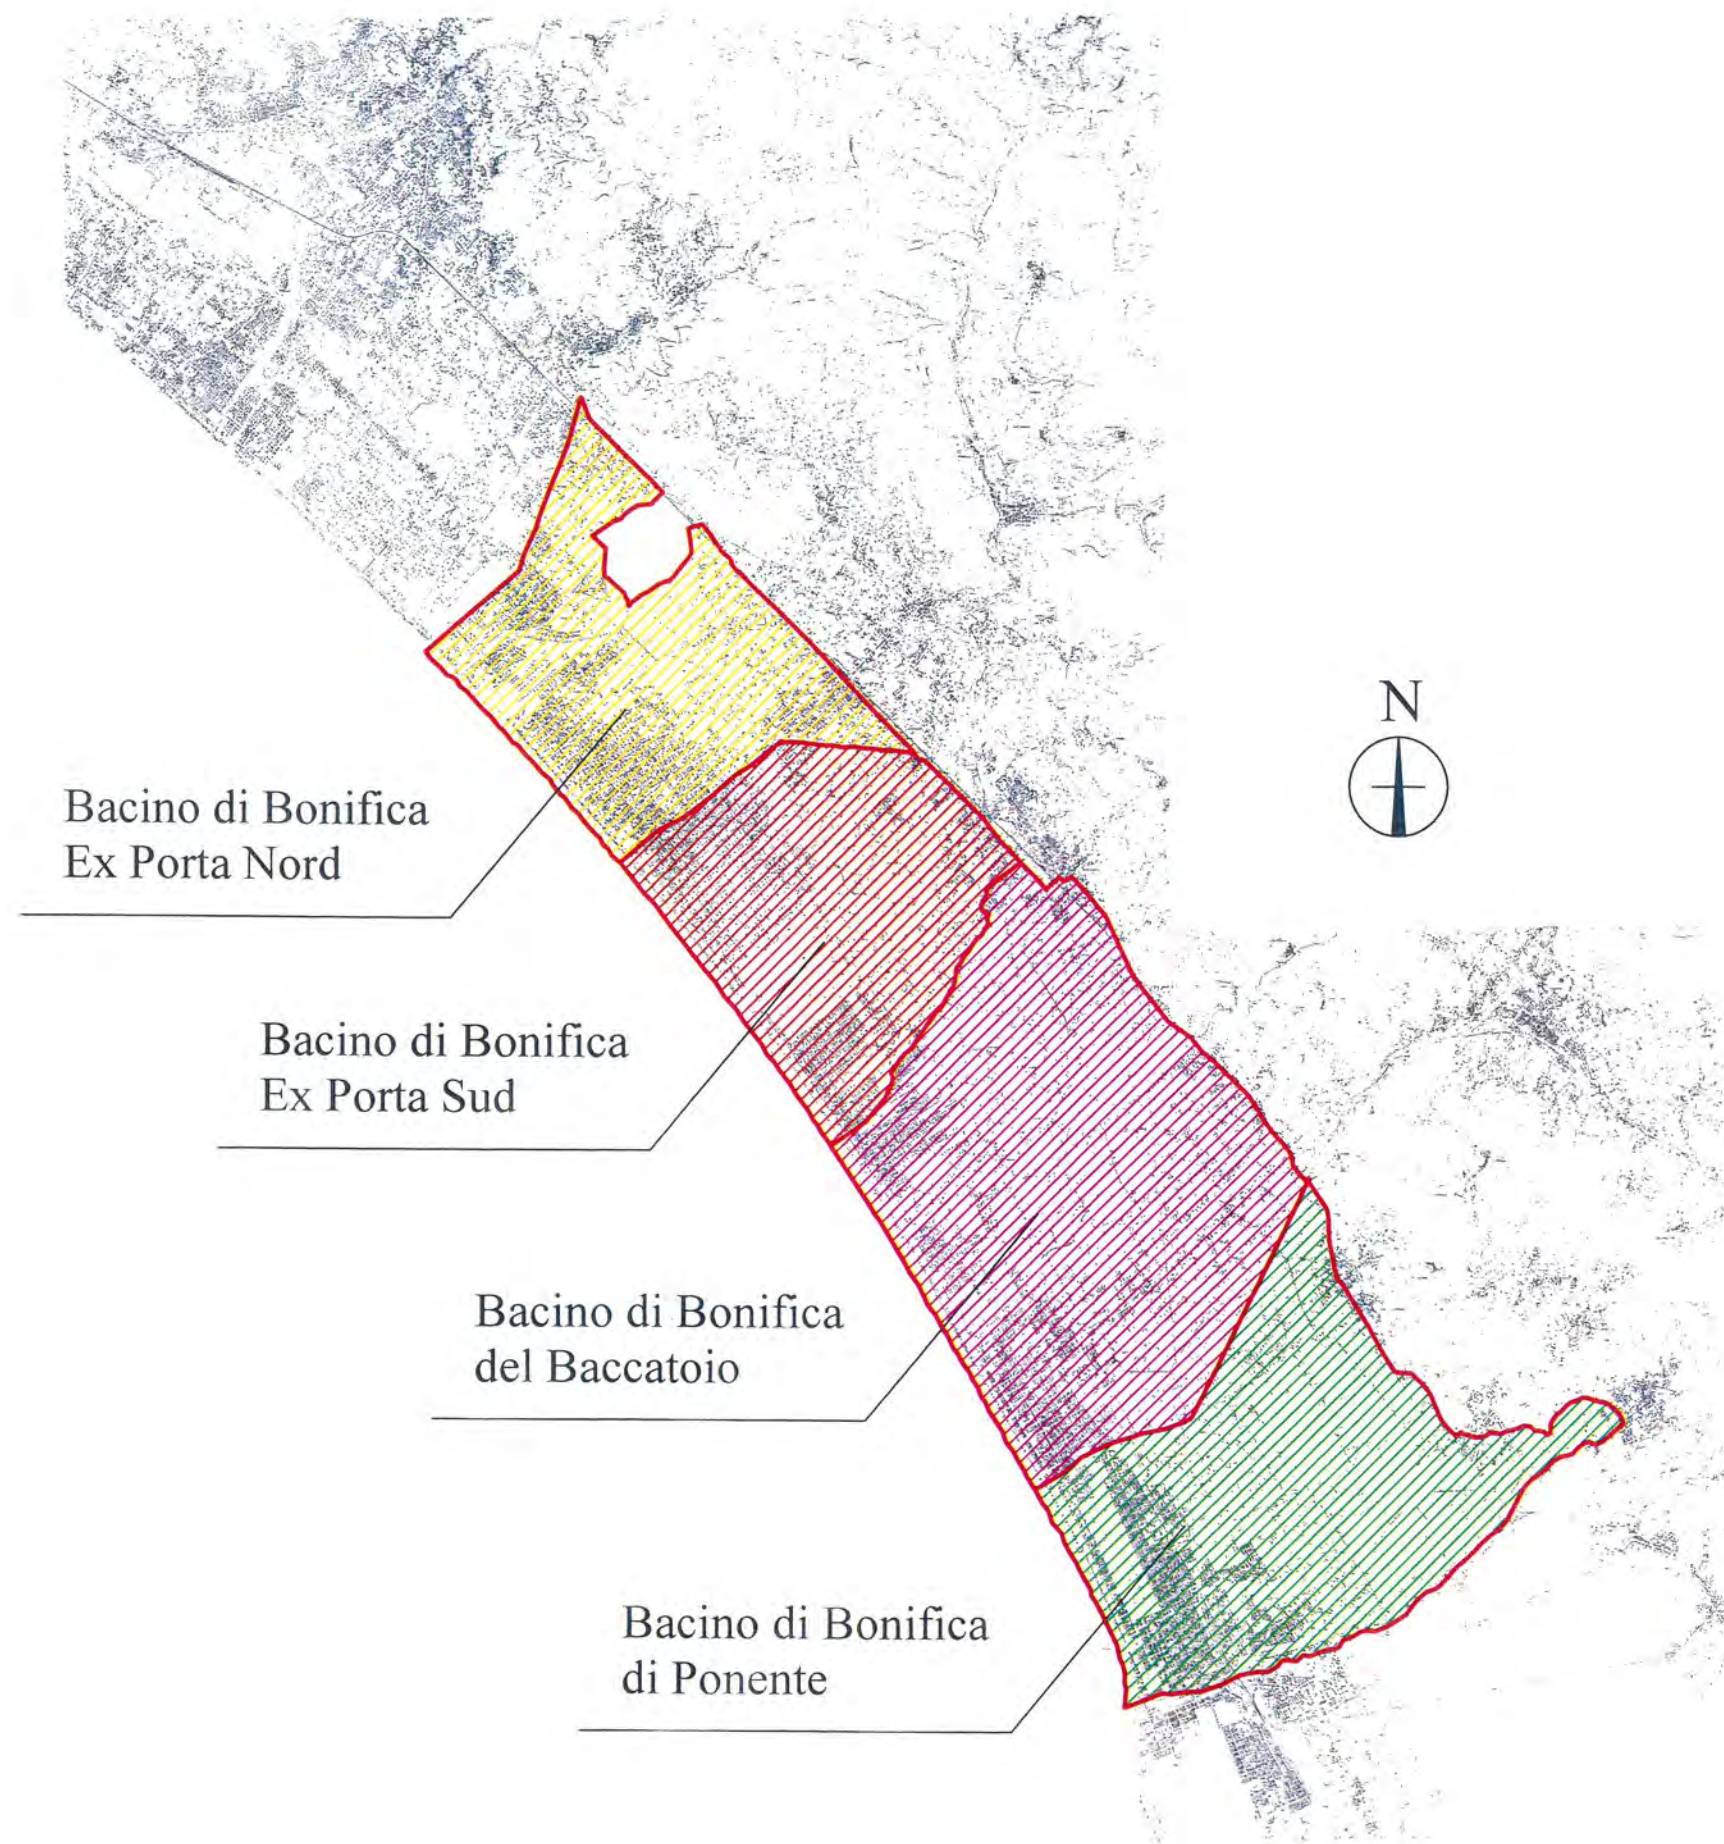 N
Bacino di Bonifica
Ex Porta Nord
Bacino di Bonifica
Ex Porta Sud
Bacino di Bonifica
del Baccatoio
Bacino di Bonifica
di Ponente